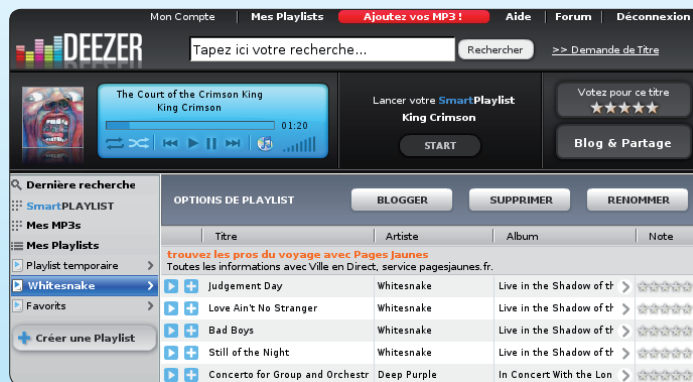 Mon Compte Mes Playlists Ajoutez vos MP3 ! Aide Forum Déconnexion
DEEZER Tapez ici votre recherche... Rechercher >> Demande de Titre
The Court of the Crimson King
King Crimson
01:20
Lancer votre SmartPlaylist
King Crimson
START
Votez pour ce titre
Blog & Partage
Dernière recherche
SmartPLAYLIST
Mes MP3s
Mes Playlists
Playlist temporaire
Whitesnake
Favorits
Créer une Playlist
OPTIONS DE PLAYLIST BLOGGER SUPPRIMER RENOMMER
Titre Artiste Album Note
trouvez les pros du voyage avec Pages Jaunes
Toutes les informations avec Ville en Direct, service pagesjaunes.fr.
Judgement Day Whitesnake Live in the Shadow of th
Love Ain't No Stranger Whitesnake Live in the Shadow of th
Bad Boys Whitesnake Live in the Shadow of th
Still of the Night Whitesnake Live in the Shadow of th
Concerto for Group and Orchestr Deep Purple In Concert With the Lon